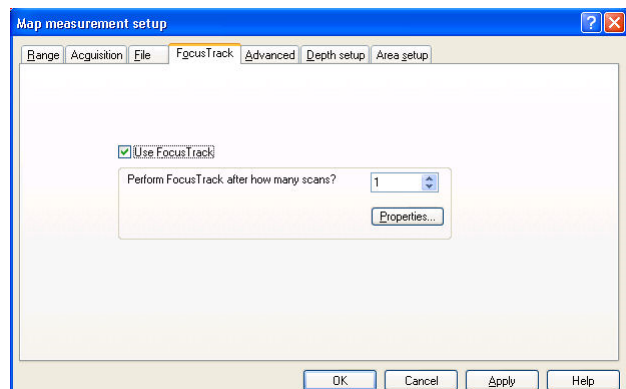 Map measurement setup
Range Acquisition File FocusTrack Advanced Depth setup Area setup
Use FocusTrack
Perform FocusTrack after how many scans? 1
Properties...
OK Cancel Apply Help